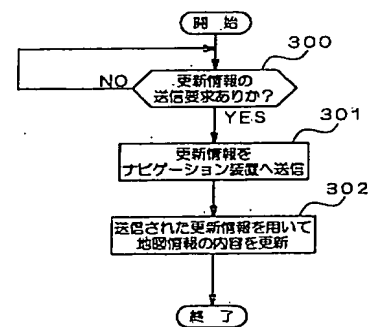 開 始
300
更新情報の
送信要求ありか?
NO
YES
301
更新情報を
ナビゲーション装置へ送信
302
送信された更新情報を用いて
地図情報の内容を更新
終 了